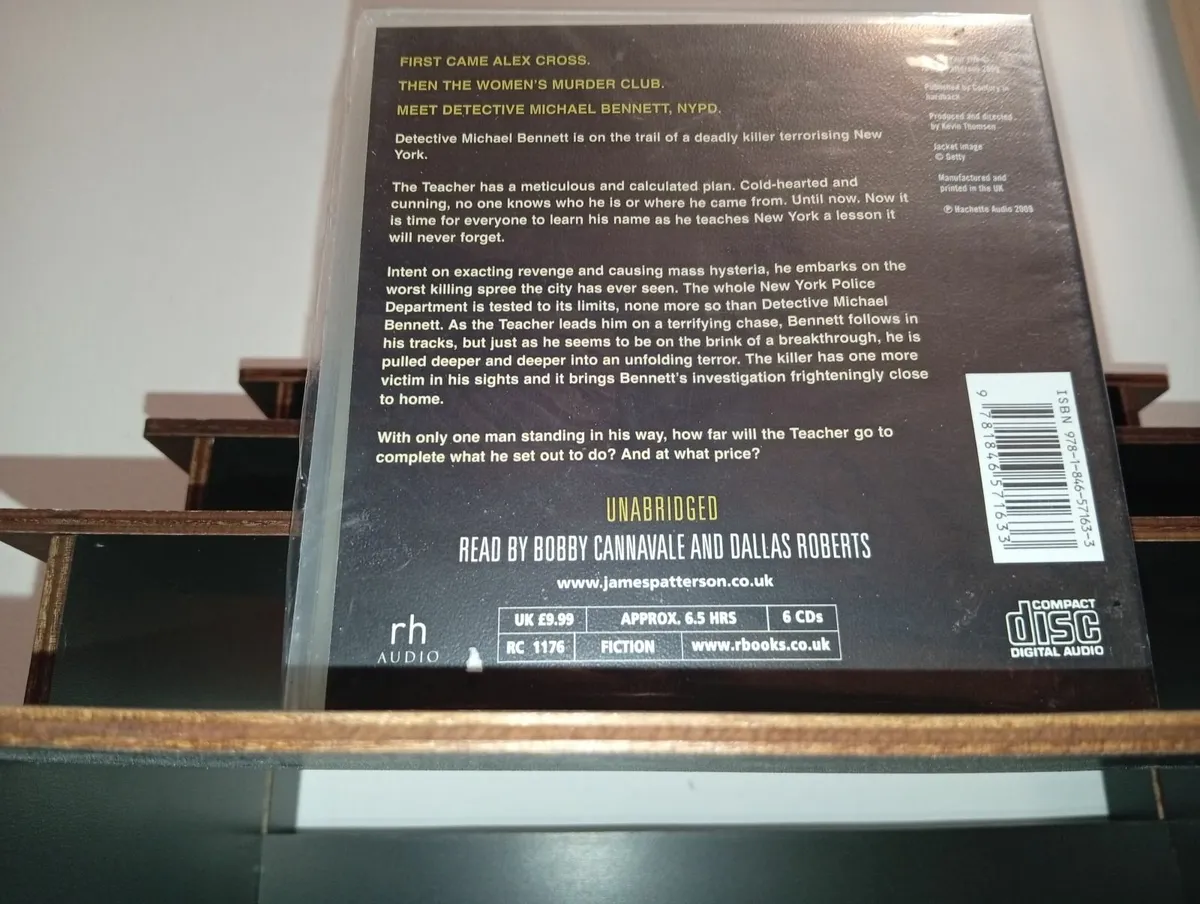 FIRST CAME ALEX CROSS.
THEN THE WOMEN'S MURDER CLUB.
MEET DETECTIVE MICHAEL BENNETT, NYPD.
Detective Michael Bennett is on the trail of a deadly killer terrorising New
York.
The Teacher has a meticulous and calculated plan. Cold-hearted and
cunning, no one knows who he is or where he came from. Until now. Now it
is time for everyone to learn his name as he teaches New York a lesson it
will never forget.
Intent on exacting revenge and causing mass hysteria, he embarks on the
worst killing spree the city has ever seen. The whole New York Police
Department is tested to its limits, none more so than Detective Michael
Bennett. As the Teacher leads him on a terrifying chase, Bennett follows in
his tracks, but just as he seems to be on the brink of a breakthrough, he is
pulled deeper and deeper into an unfolding terror. The killer has one more
victim in his sights and it brings Bennett's investigation frighteningly close
to home.
With only one man standing in his way, how far will the Teacher go to
complete what he set out to do? And at what price?
UNABRIDGED
READ BY BOBBY CANNAVALE AND DALLAS ROBERTS
www.jamespatterson.co.uk
UK £9.99 APPROX. 6.5 HRS 6 CDs
RC 1176 FICTION www.rbooks.co.uk
rh
AUDIO
Published by Century in
hardback
Produced and directed
by Kevin Thomsen
Jacket image
© Getty
Manufactured and
printed in the UK
℗ Hachette Audio
ISBN 978-1-846-57163-3
9 781846 571633
COMPACT
disc
DIGITAL AUDIO